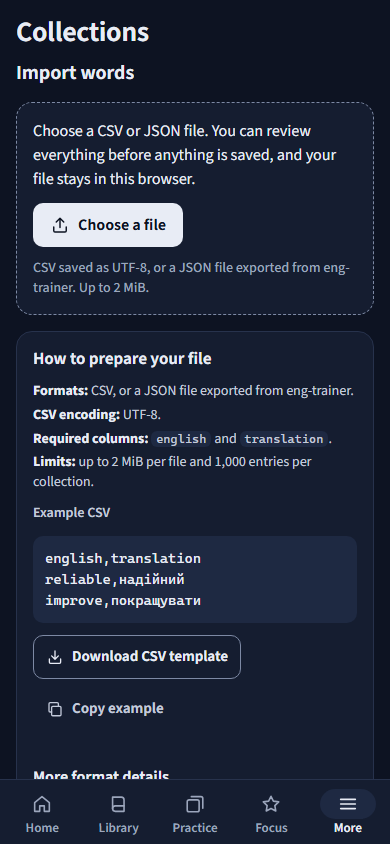 Collections
Import words
Choose a CSV or JSON file. You can review
everything before anything is saved, and your
file stays in this browser.
Choose a file
CSV saved as UTF-8, or a JSON file exported from eng-
trainer. Up to 2 MiB.
How to prepare your file
Formats: CSV, or a JSON file exported from eng-trainer.
CSV encoding: UTF-8.
Required columns: english and translation.
Limits: up to 2 MiB per file and 1,000 entries per
collection.
Example CSV
english,translation
reliable,надійний
improve,покращувати
Download CSV template
Copy example
More format details
Home
Library
Practice
Focus
More